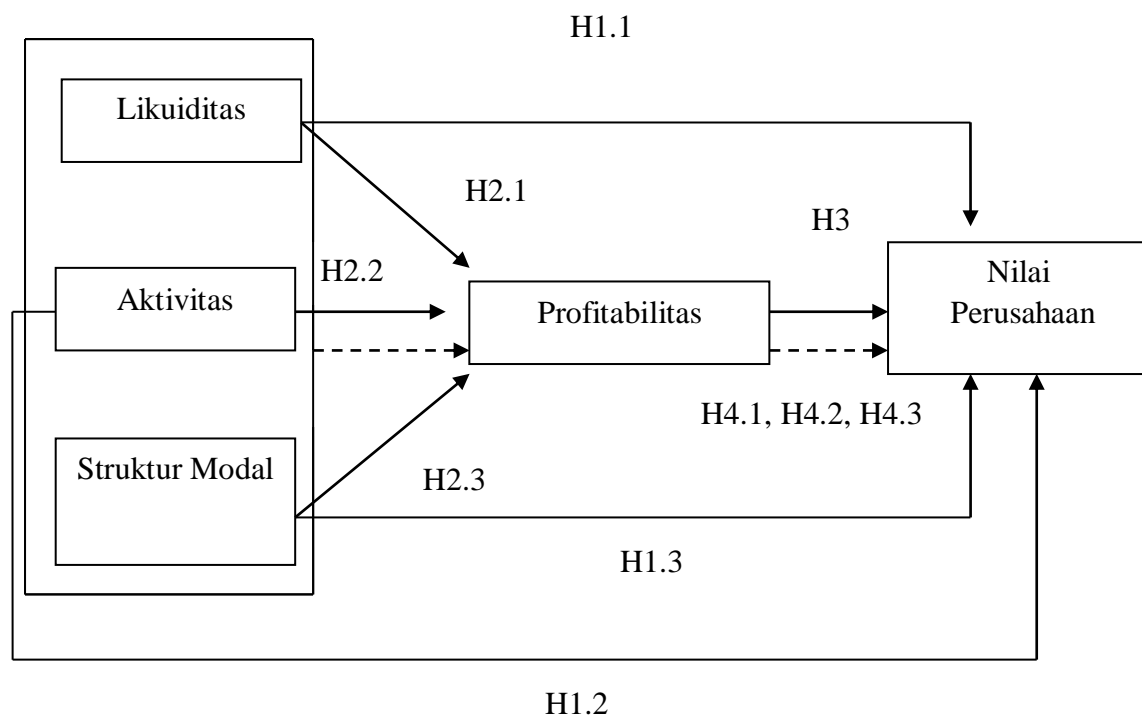 H1.1
Likuiditas
H2.1
H3
Nilai
Perusahaan
H2.2
Aktivitas
Profitabilitas
H4.1, H4.2, H4.3
Struktur Modal
H2.3
H1.3
H1.2